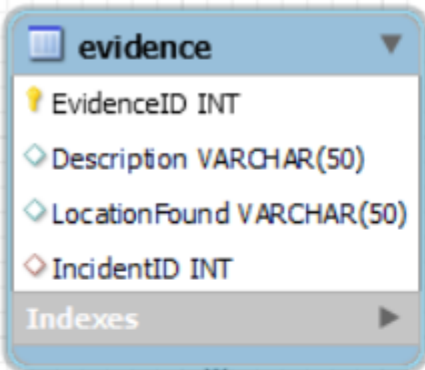 evidence
EvidenceID INT
Description VARCHAR(50)
LocationFound VARCHAR(50)
IncidentID INT
Indexes